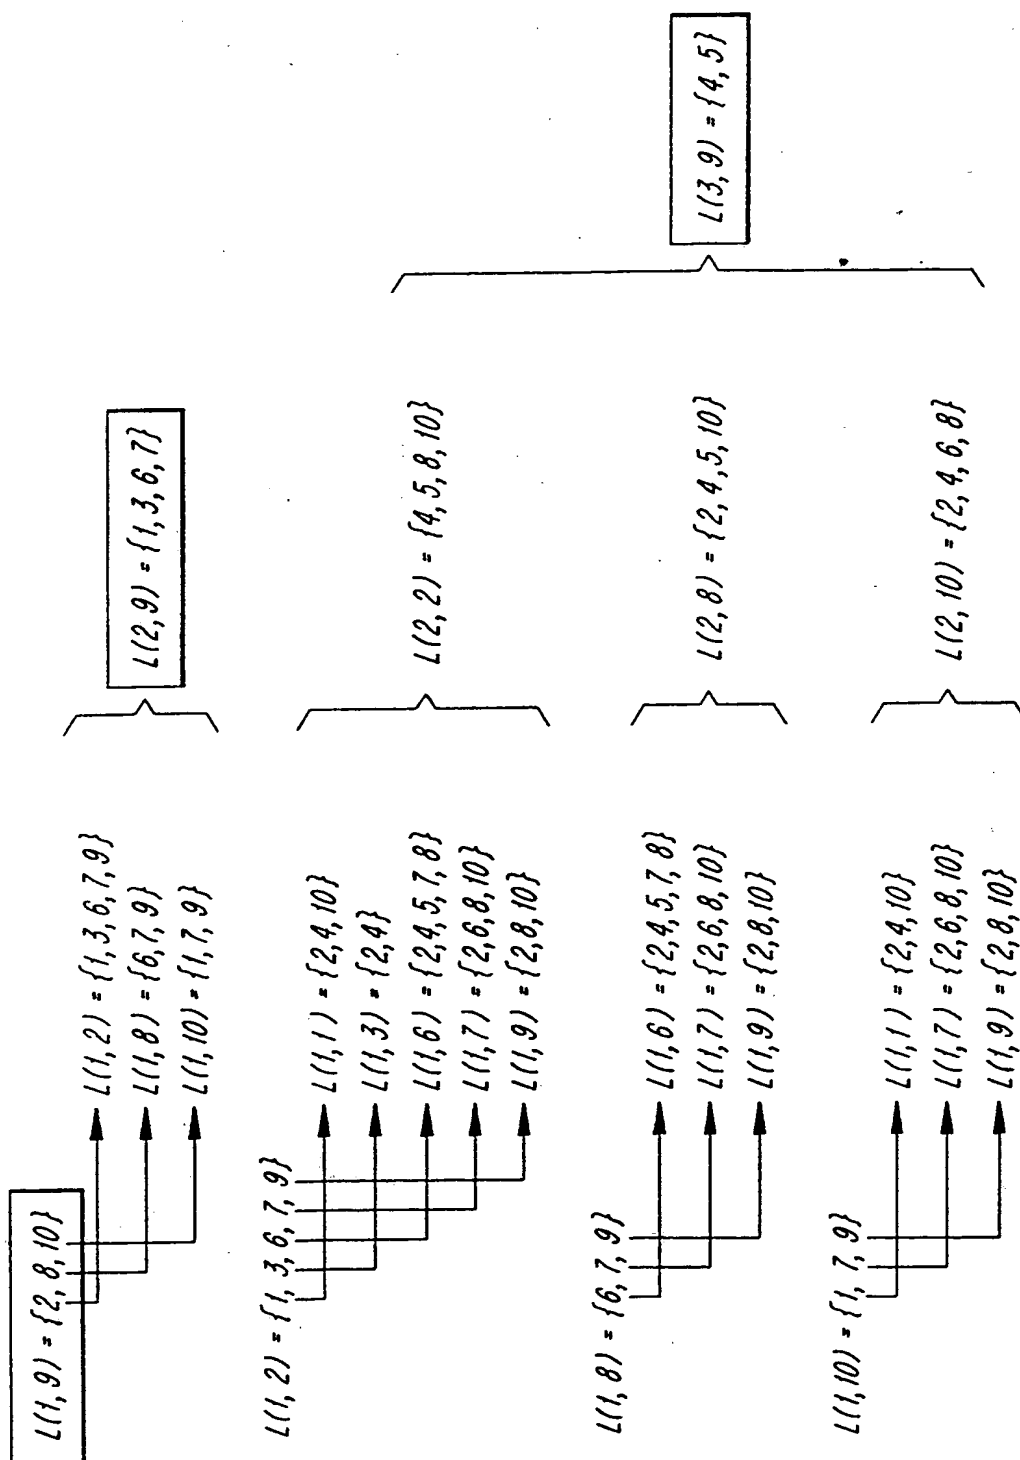 L(1,9) = {2, 8, 10}
L(1,2) = {1, 3, 6, 7, 9}
L(1,8) = {6, 7, 9}
L(1,10) = {1, 7, 9}
L(2,9) = {1, 3, 6, 7}
L(1,2) = {1, 3, 6, 7, 9}
L(1,1) = {2,4,10}
L(1,3) = {2,4}
L(1,6) = {2,4,5,7,8}
L(1,7) = {2,6,8,10}
L(1,9) = {2,8,10}
L(2,2) = {4,5,8,10}
L(1,8) = {6, 7, 9}
L(1,6) = {2,4,5,7,8}
L(1,7) = {2,6,8,10}
L(1,9) = {2,8,10}
L(2,8) = {2,4,5,10}
L(3,9) = {4,5}
L(1,10) = {1, 7, 9}
L(1,1) = {2,4,10}
L(1,7) = {2,6,8,10}
L(1,9) = {2,8,10}
L(2,10) = {2,4,6,8}